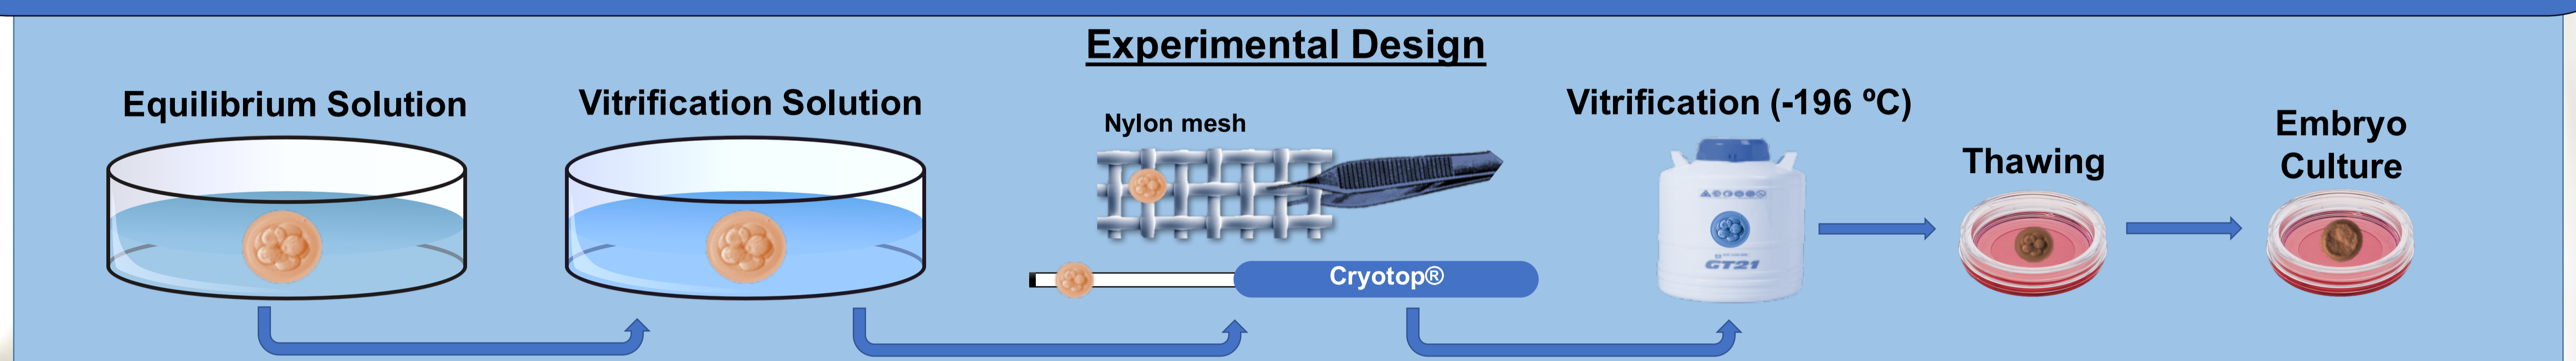 Experimental Design
Equilibrium Solution
Vitrification Solution
Nylon mesh
Cryotop®
Vitrification (-196 ºC)
GT21
Thawing
Embryo
Culture